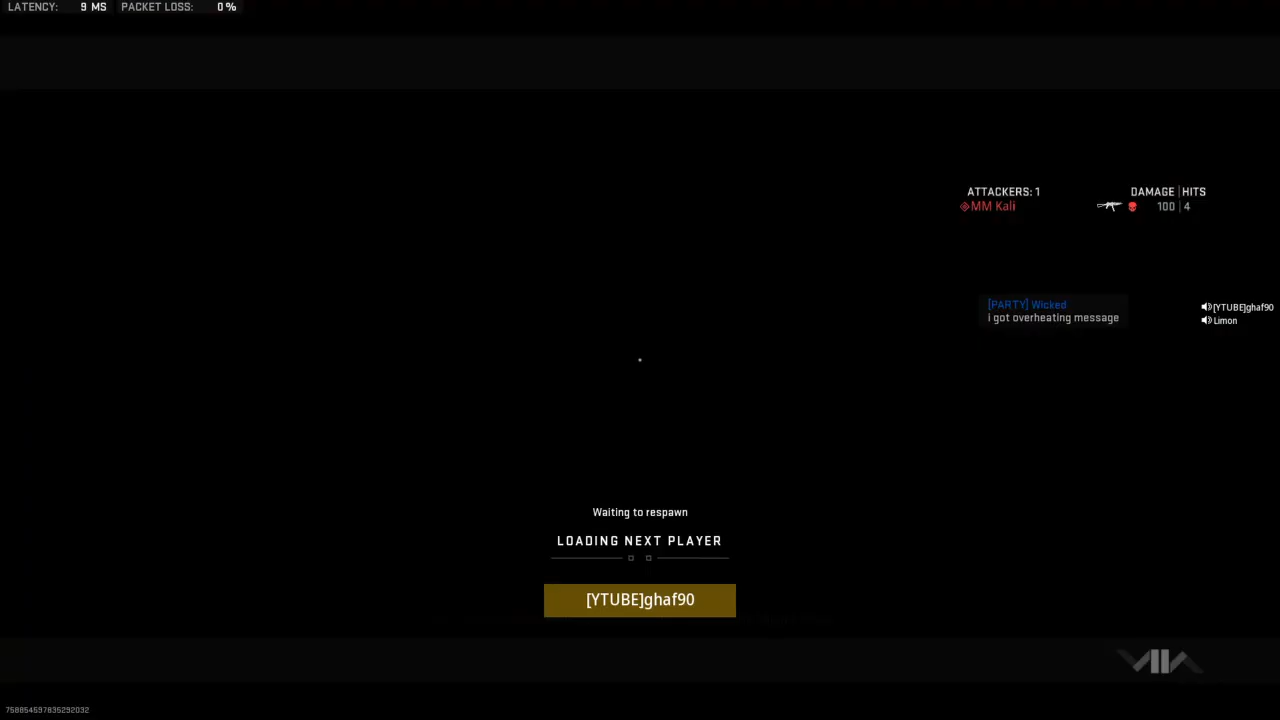 LATENCY: 9 MS PACKET LOSS: 0 %
ATTACKERS: 1 DAMAGE HITS
MM Kali 100 4
[PARTY] Wicked
i got overheating message
[YTUBE]ghaf90
Limon
Waiting to respawn
LOADING NEXT PLAYER
[YTUBE]ghaf90
758854597835292032